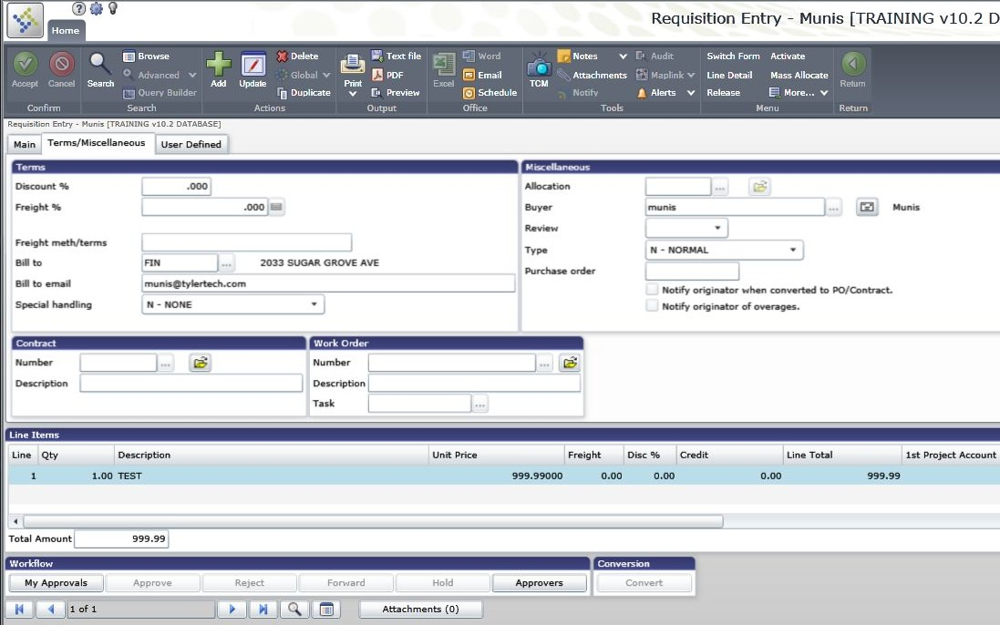 Requisition Entry - Munis [TRAINING v10.2 D
Home
Accept Cancel Search Browse Advanced Query Builder Add Update Delete Global Duplicate Print Text file PDF Preview Excel Word Email Schedule TCM Notes Attachments Notify Audit Maplink Alerts Switch Form Line Detail Release Activate Mass Allocate More... Return
Confirm Search Actions Output Office Tools Menu Return
Requisition Entry - Munis [TRAINING v10.2 DATABASE]
Main Terms/Miscellaneous User Defined
Terms
Discount % .000
Freight % .000
Freight meth/terms
Bill to FIN ... 2033 SUGAR GROVE AVE
Bill to email munis@tylertech.com
Special handling N - NONE
Miscellaneous
Allocation ...
Buyer munis ... Munis
Review
Type N - NORMAL
Purchase order
Notify originator when converted to PO/Contract.
Notify originator of overages.
Contract
Number ...
Description
Work Order
Number ...
Description
Task ...
Line Items
Line Qty Description Unit Price Freight Disc % Credit Line Total 1st Project Account
1 1.00 TEST 999.99000 0.00 0.00 0.00 999.99
Total Amount 999.99
Workflow
My Approvals Approve Reject Forward Hold Approvers
Conversion
Convert
1 of 1 Attachments (0)